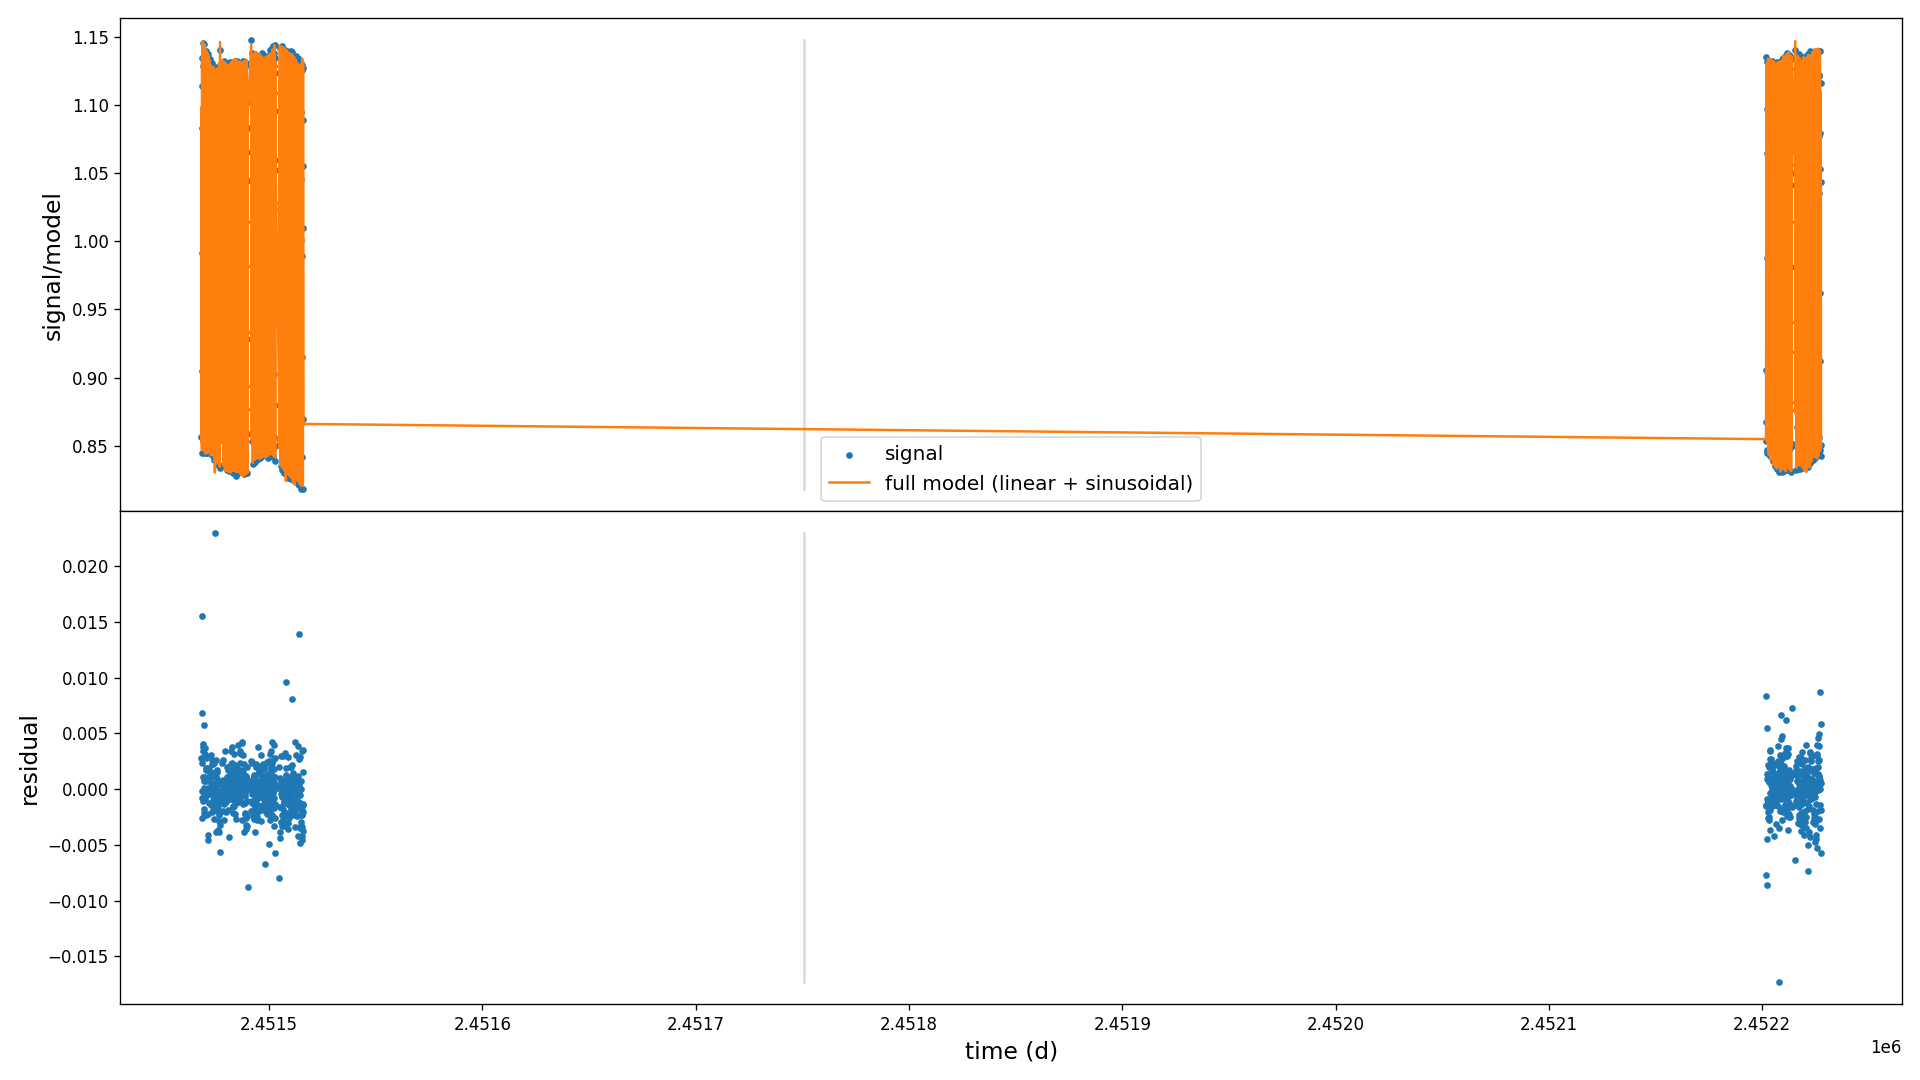 1.15
1.10
1.05
1.00
0.95
0.90
0.85
signal/model
signal
full model (linear + sinusoidal)
0.020
0.015
0.010
0.005
0.000
−0.005
−0.010
−0.015
residual
2.4515 2.4516 2.4517 2.4518 2.4519 2.4520 2.4521 2.4522
1e6
time (d)